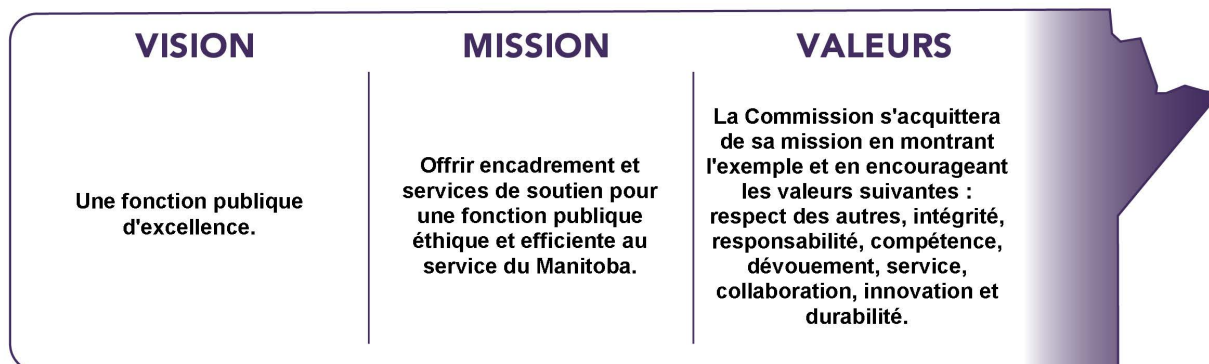 VISION
Une fonction publique
d'excellence.
MISSION
Offrir encadrement et
services de soutien pour
une fonction publique
éthique et efficiente au
service du Manitoba.
VALEURS
La Commission s'acquittera
de sa mission en montrant
l'exemple et en encourageant
les valeurs suivantes :
respect des autres, intégrité,
responsabilité, compétence,
dévouement, service,
collaboration, innovation et
durabilité.